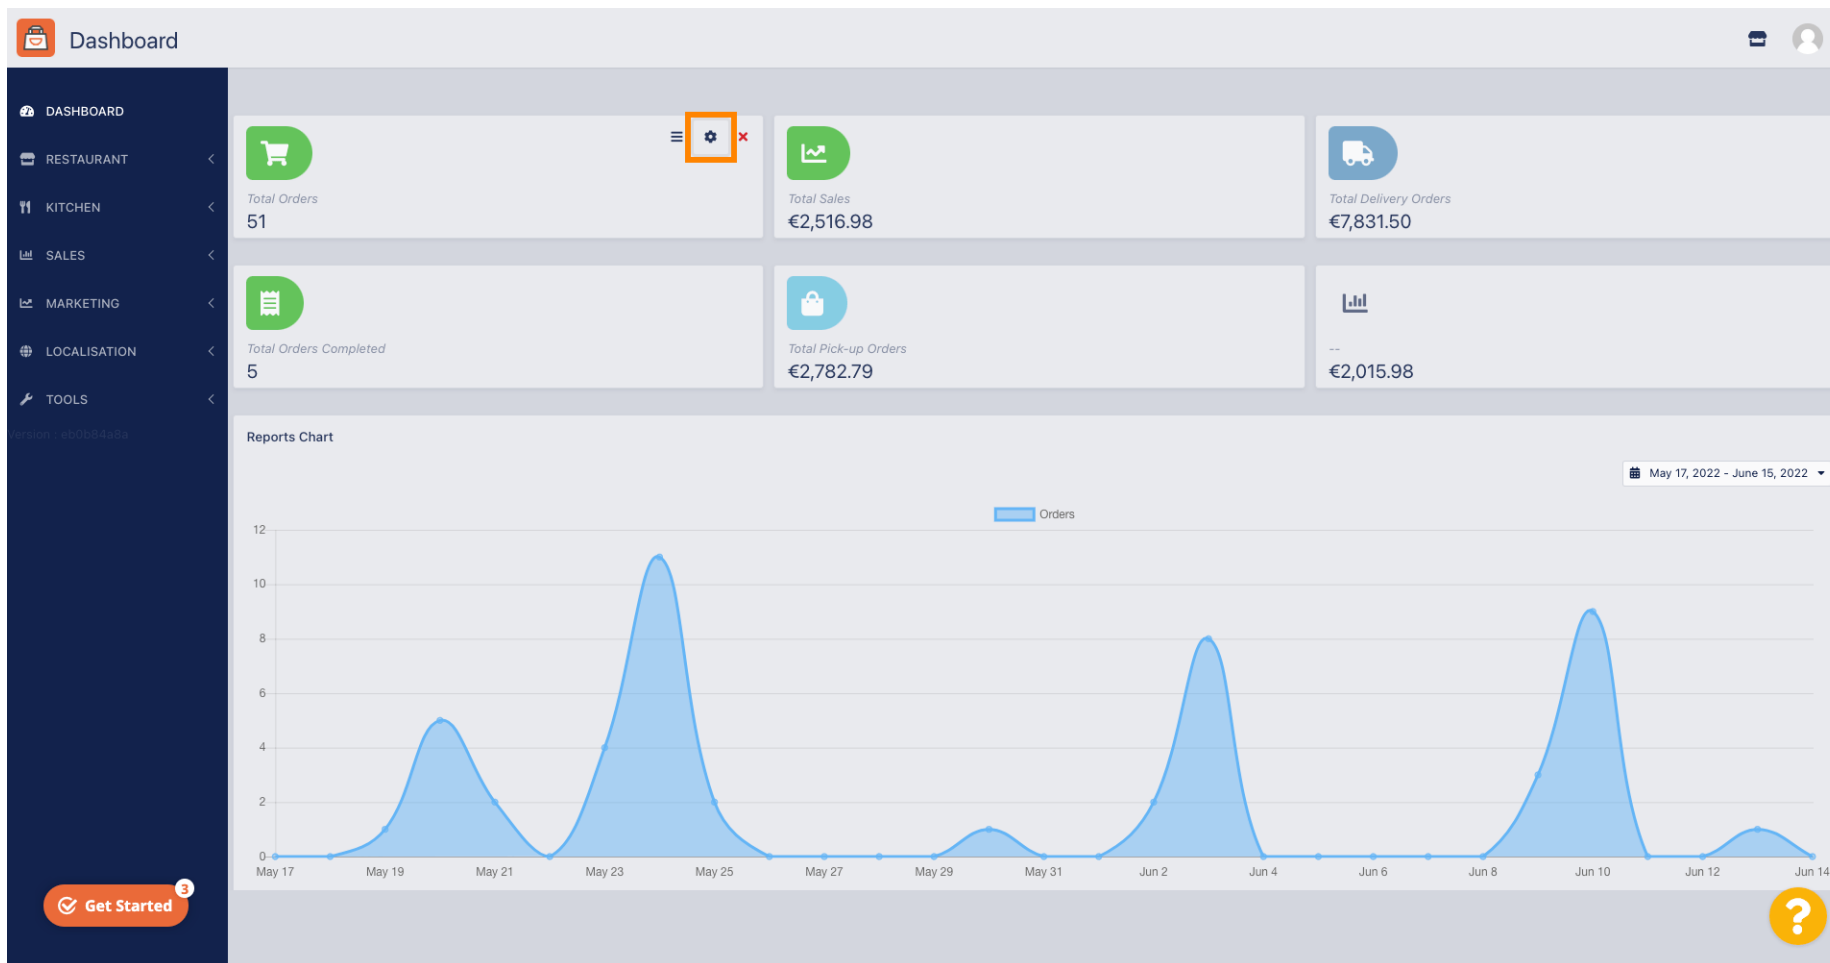 Dashboard
DASHBOARD
RESTAURANT
KITCHEN
SALES
MARKETING
LOCALISATION
TOOLS
Version : eb0b84a8a
Get Started
3
Total Orders
51
Total Sales
€2,516.98
Total Delivery Orders
€7,831.50
Total Orders Completed
5
Total Pick-up Orders
€2,782.79
--
€2,015.98
Reports Chart
May 17, 2022 - June 15, 2022
Orders
12
10
8
6
4
2
0
May 17 May 19 May 21 May 23 May 25 May 27 May 29 May 31 Jun 2 Jun 4 Jun 6 Jun 8 Jun 10 Jun 12 Jun 14
?